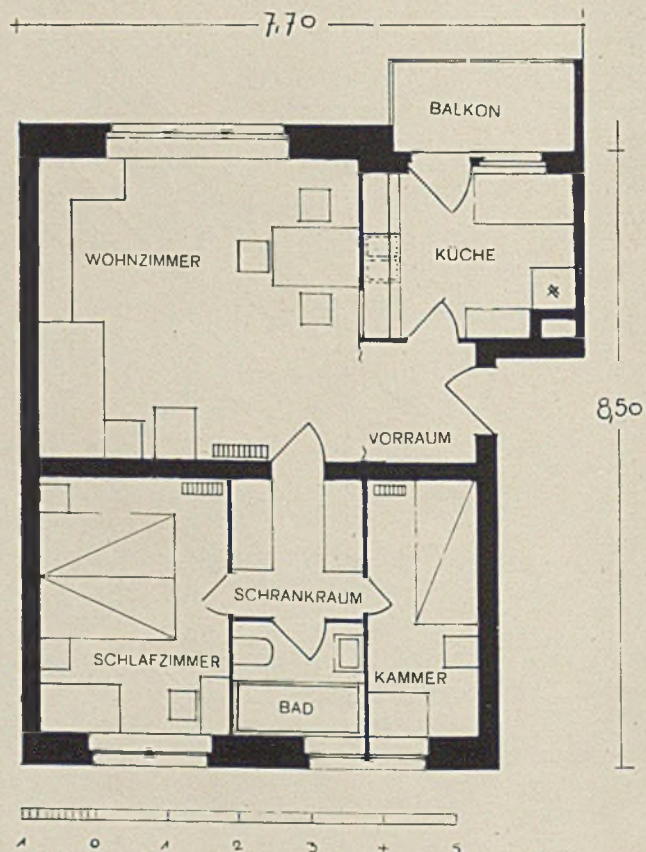 7,70
BALKON
WOHNZIMMER
KÜCHE
8,50
VORRAUM
SCHRANKRAUM
SCHLAFZIMMER
KAMMER
BAD
1 0 1 2 3 4 5